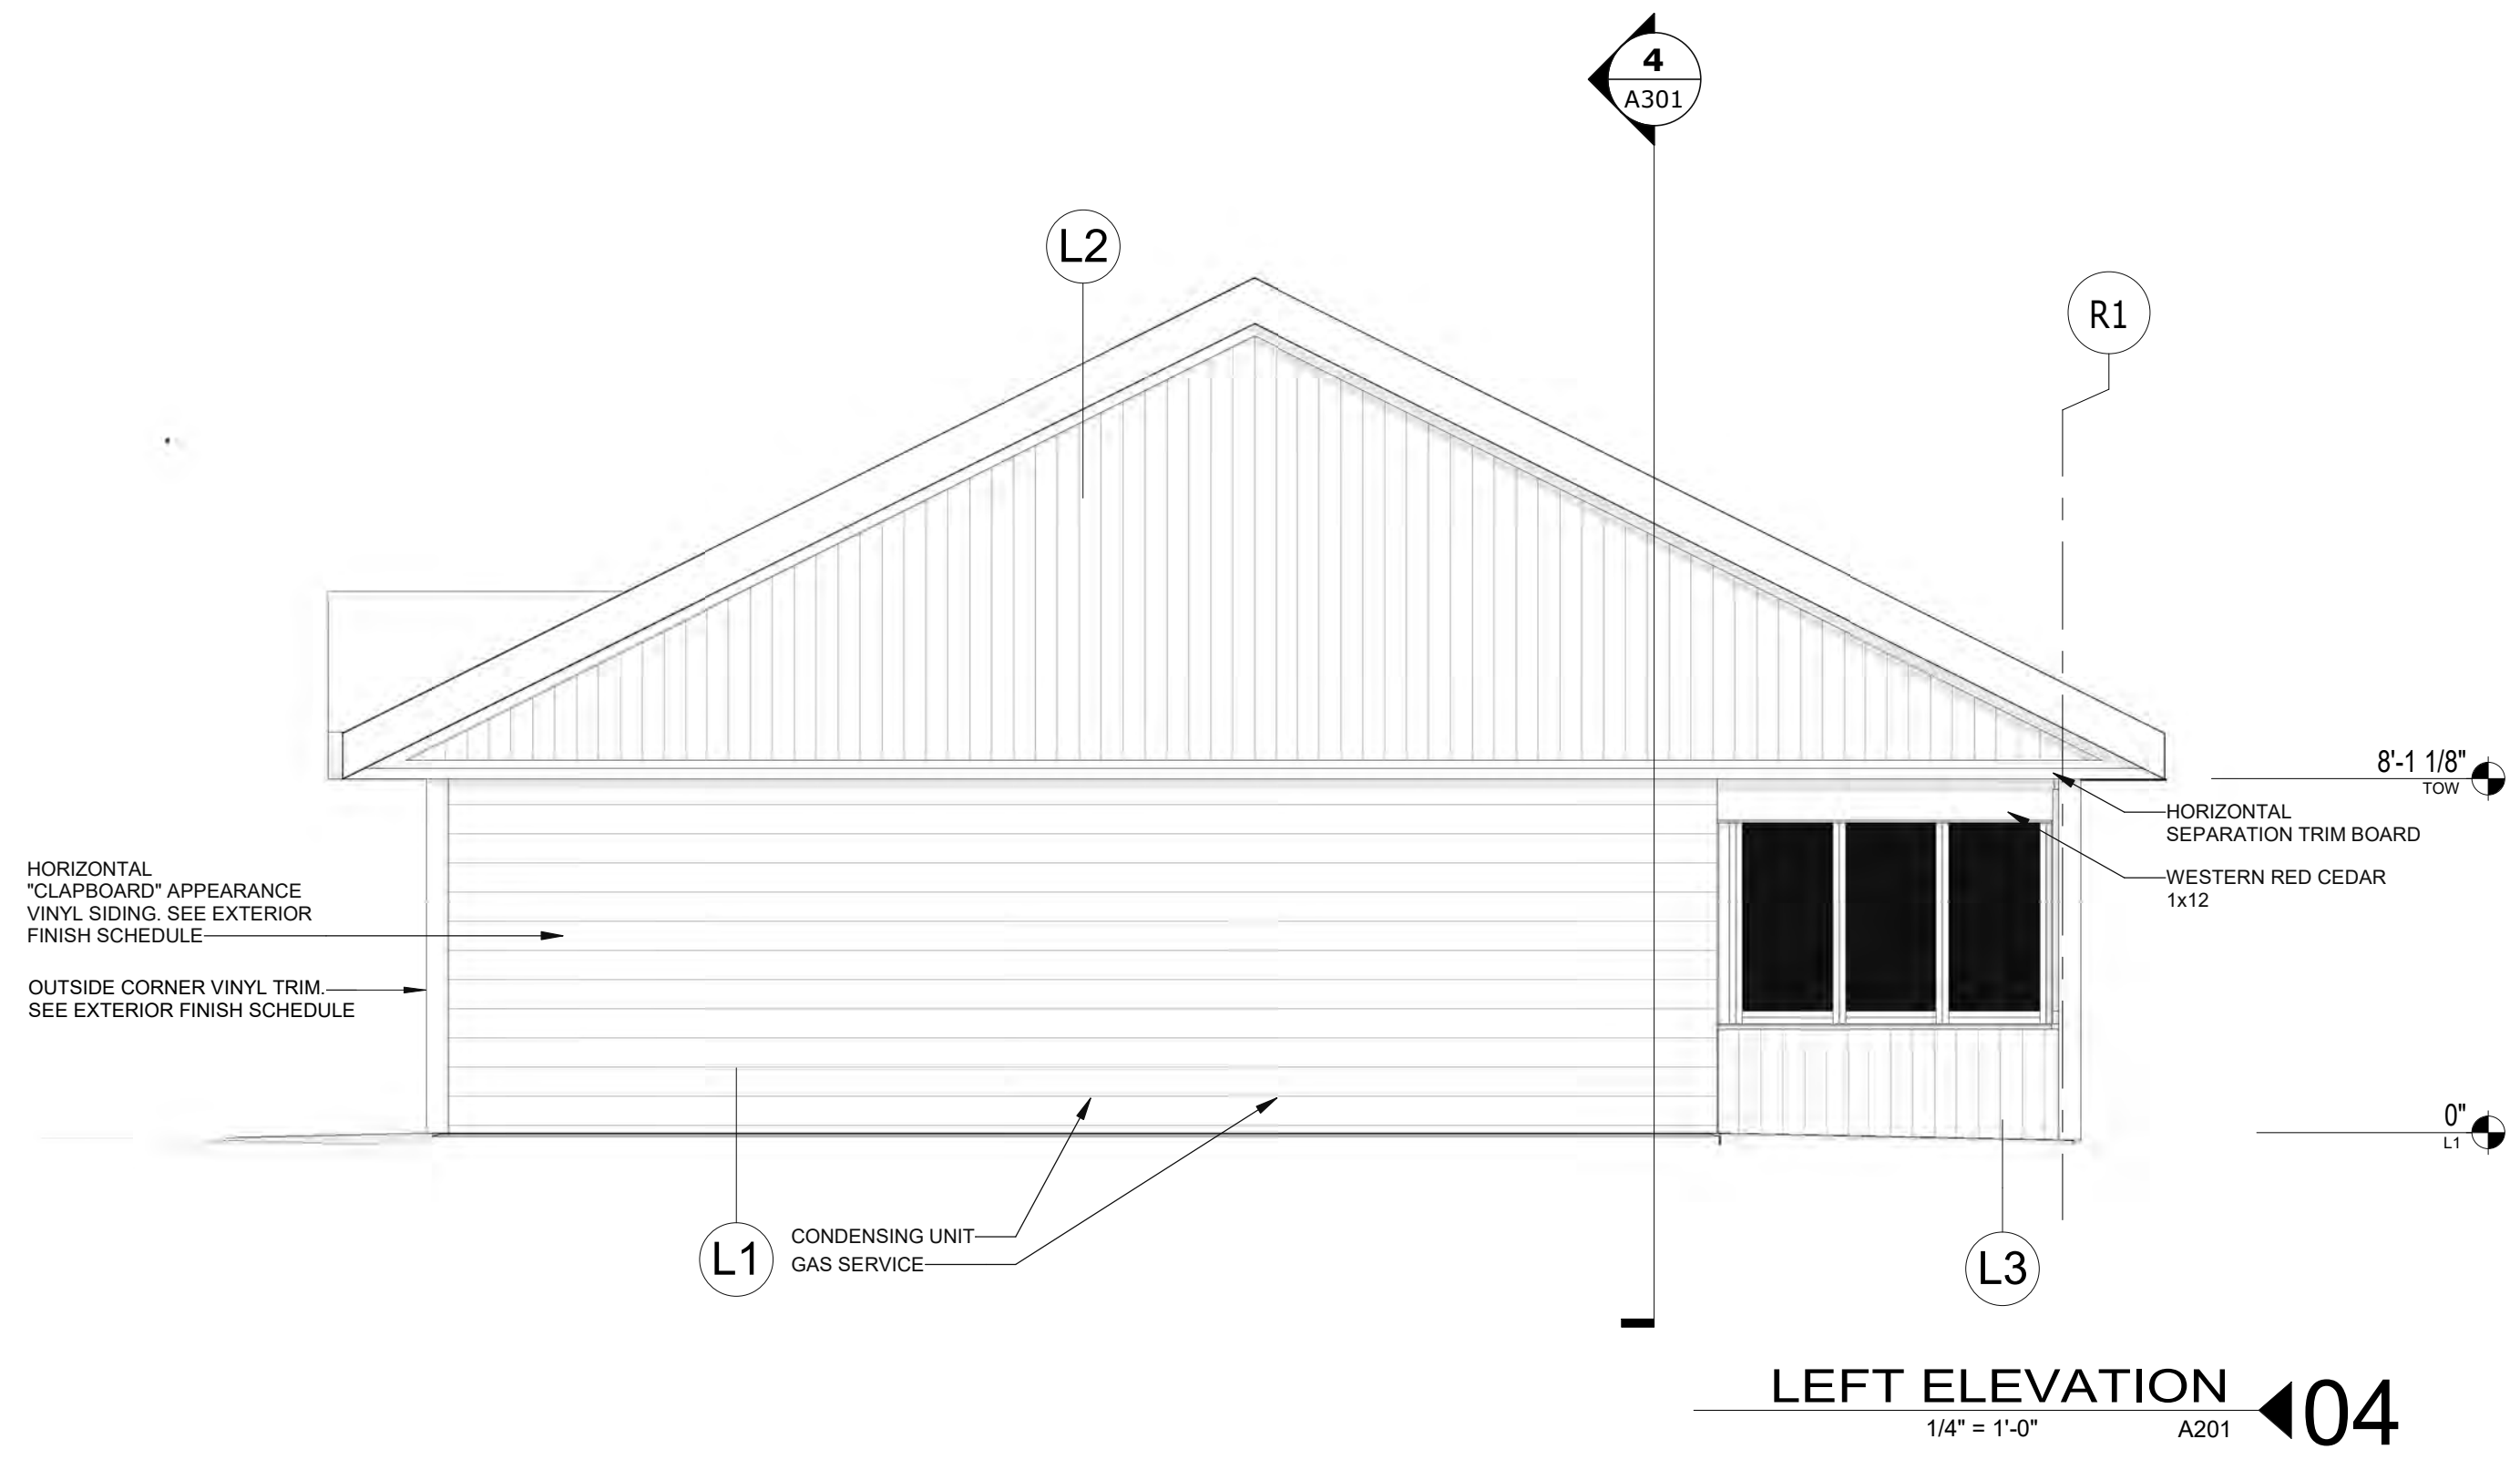 4
A301
L2
R1
8'-1 1/8"
TOW
HORIZONTAL
SEPARATION TRIM BOARD
WESTERN RED CEDAR
1x12
HORIZONTAL
"CLAPBOARD" APPEARANCE
VINYL SIDING. SEE EXTERIOR
FINISH SCHEDULE
OUTSIDE CORNER VINYL TRIM.
SEE EXTERIOR FINISH SCHEDULE
0"
L1
L1
CONDENSING UNIT
GAS SERVICE
L3
LEFT ELEVATION
1/4" = 1'-0"
A201
04